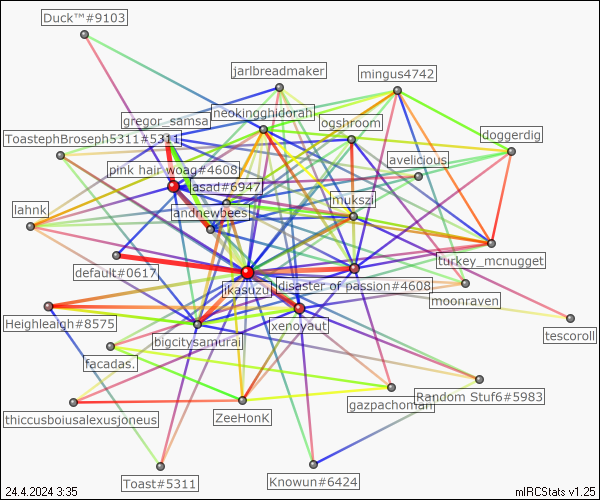 Duck™#9103
jarlbreadmaker
mingus4742
neokingghidorah
gregor_samsa
ogshroom
ToastephBroseph5311#5311
doggerdig
avelicious
pink hair woag#4608
asad#6947
mukszi
lahnk
andnewbees
turkey_mcnugget
default#0617
jkasuzu
disaster of passion#4608
moonraven
Heighleaigh#8575
xenoyaut
tescoroll
bigcitysamurai
facadas.
Random Stuf6#5983
gazpachoman
thiccusboiusalexusjoneus
ZeeHonK
Toast#5311
Knowun#6424
24.4.2024 3:35
mIRCStats v1.25